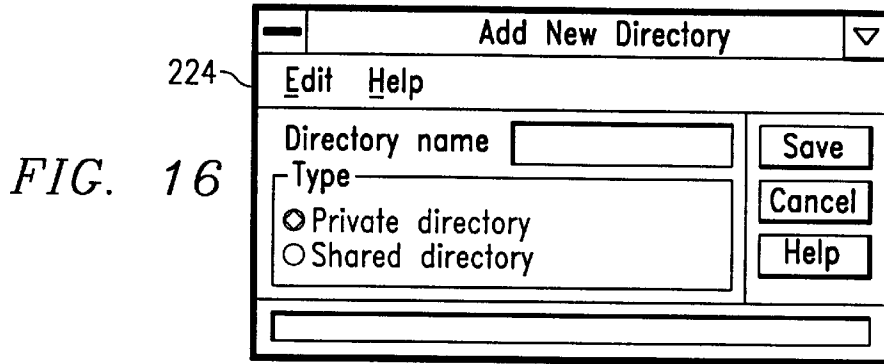 Add New Directory
224
Edit Help
Directory name
Save
FIG. 16
Type
Cancel
Private directory
Shared directory
Help